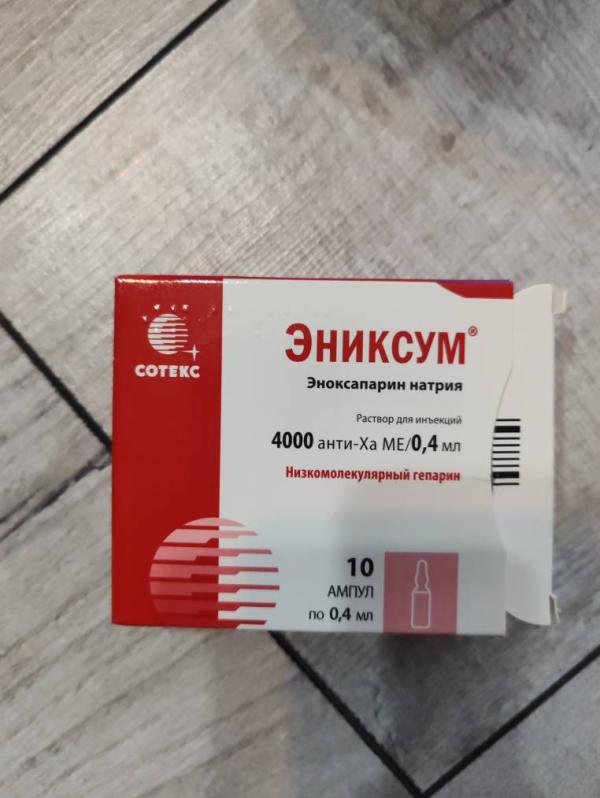 СОТЕКС
ЭНИКСУМ®
Эноксапарин натрия
Раствор для инъекций
4000 анти-Ха МЕ/0,4 мл
Низкомолекулярный гепарин
10
АМПУЛ
по 0,4 мл